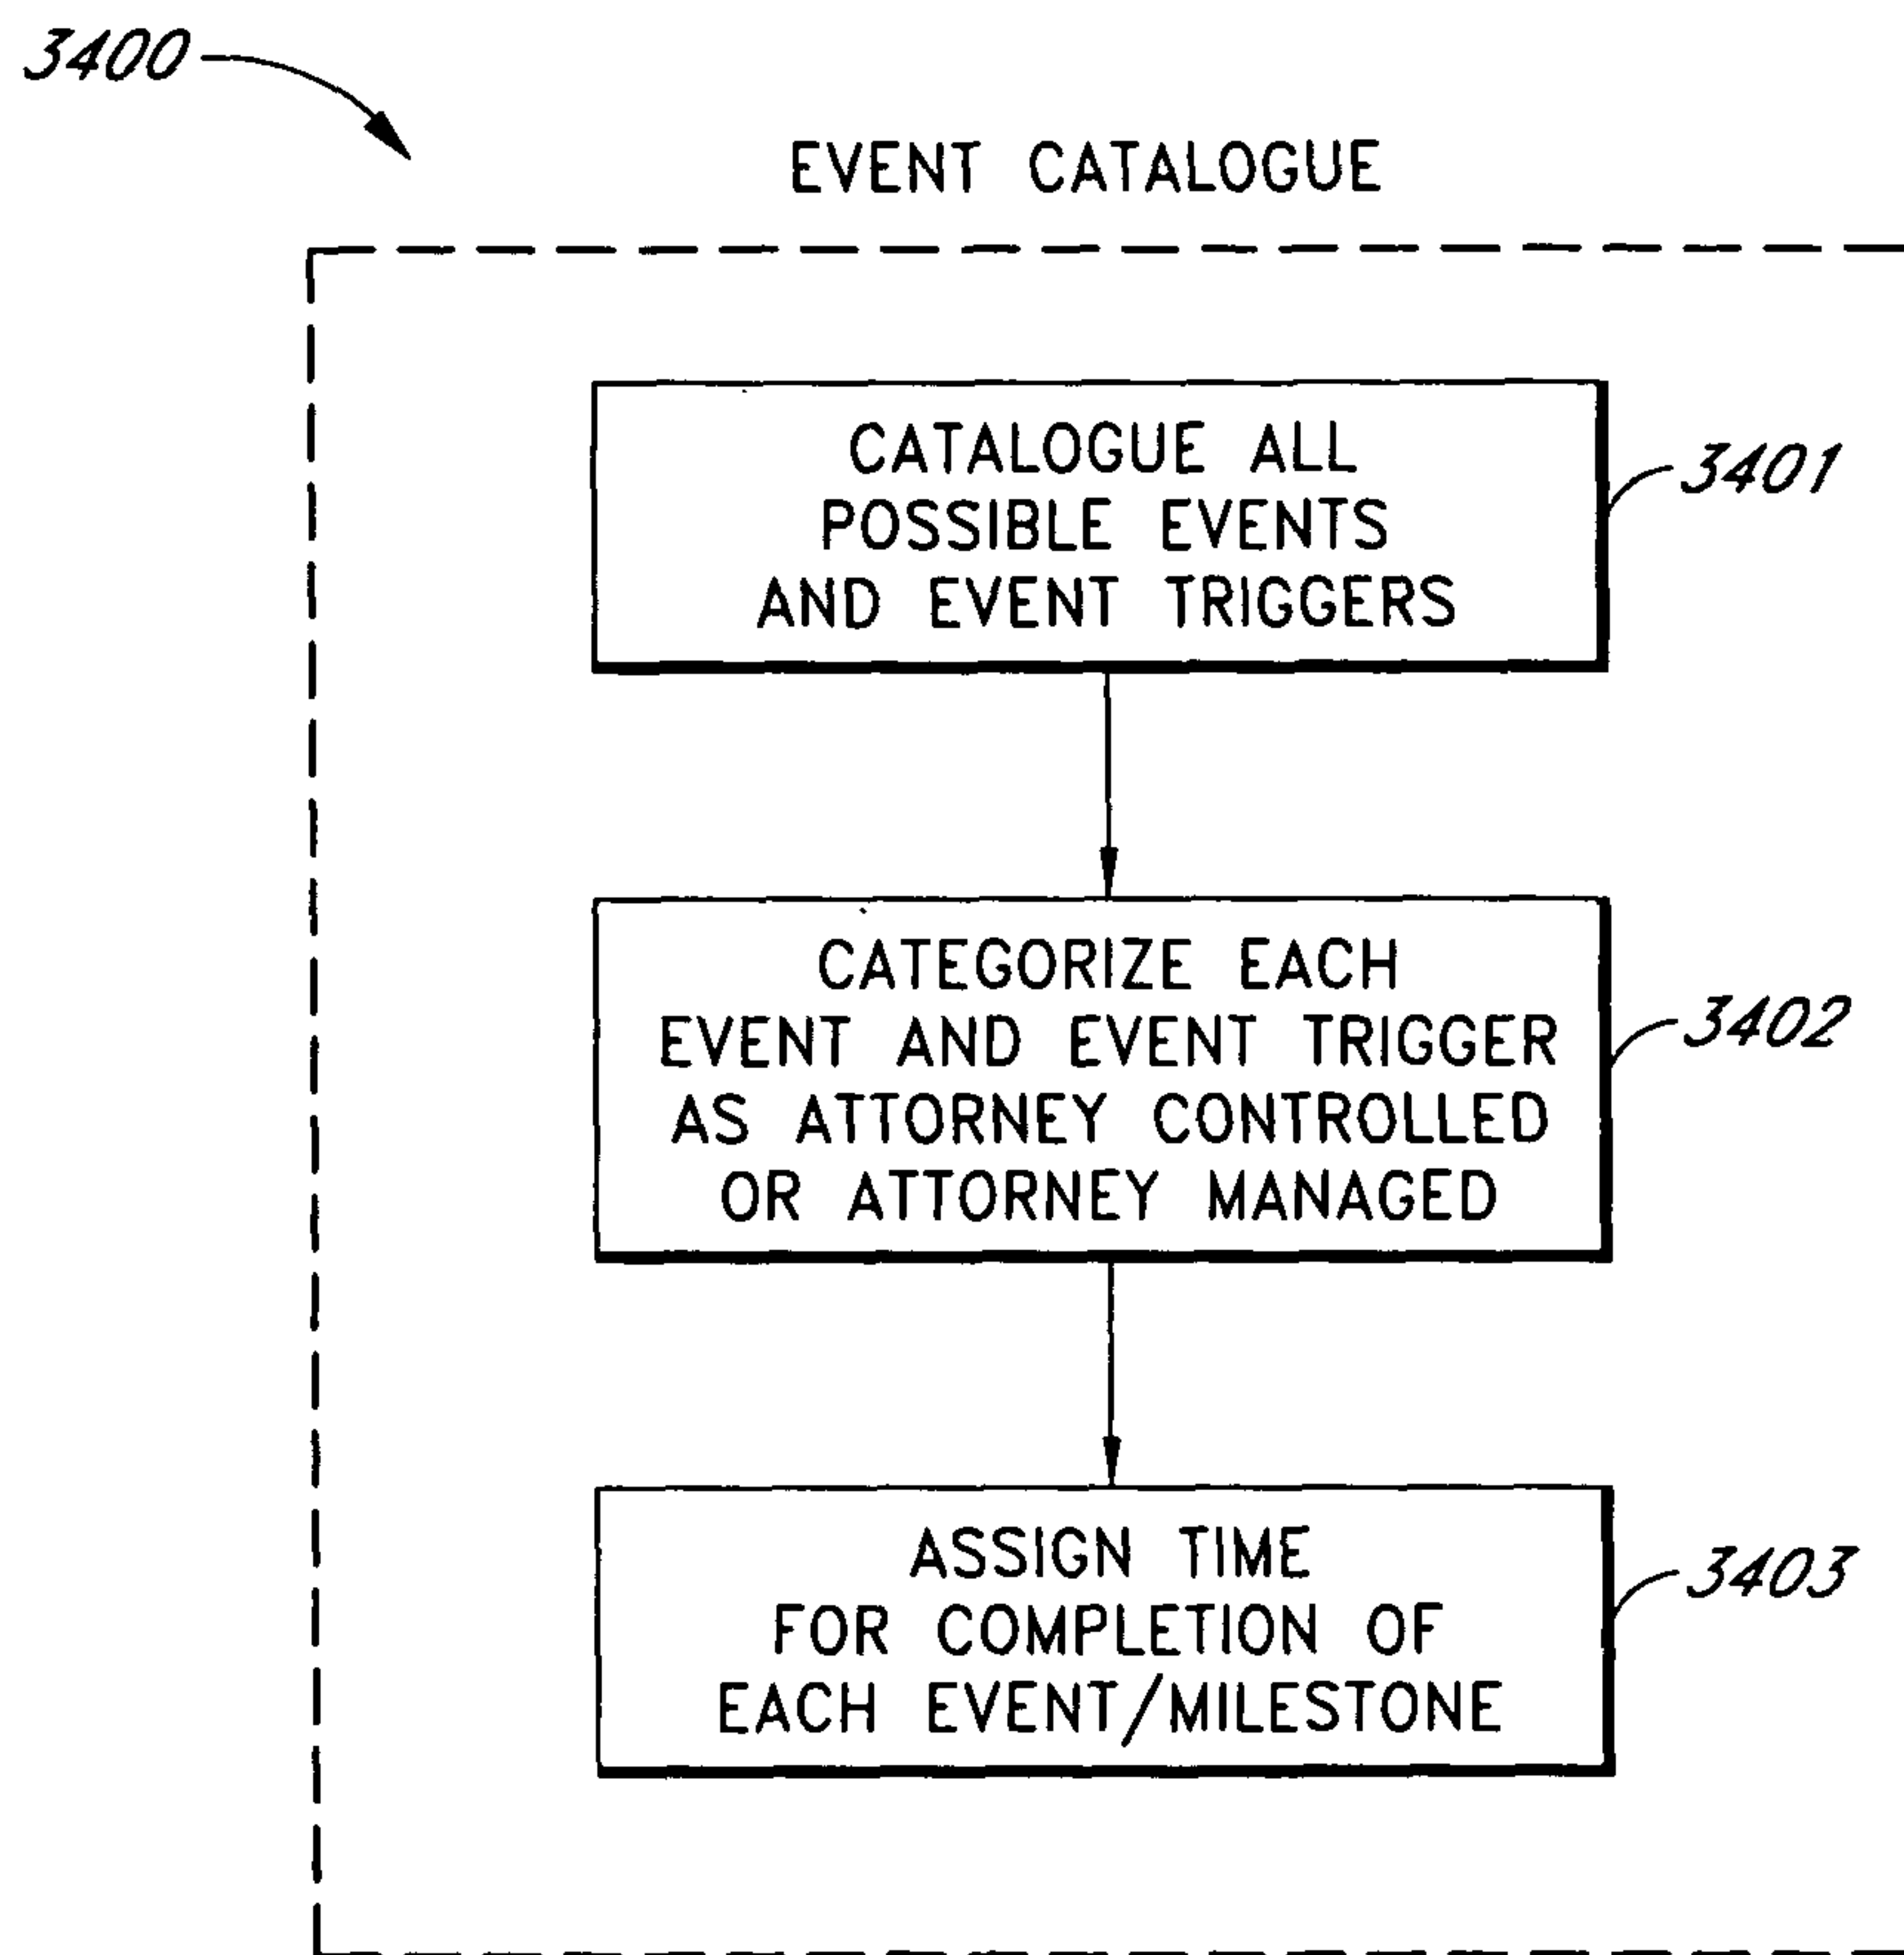 3400
EVENT CATALOGUE
CATALOGUE ALL
POSSIBLE EVENTS
AND EVENT TRIGGERS
3401
CATEGORIZE EACH
EVENT AND EVENT TRIGGER
AS ATTORNEY CONTROLLED
OR ATTORNEY MANAGED
3402
ASSIGN TIME
FOR COMPLETION OF
EACH EVENT/MILESTONE
3403